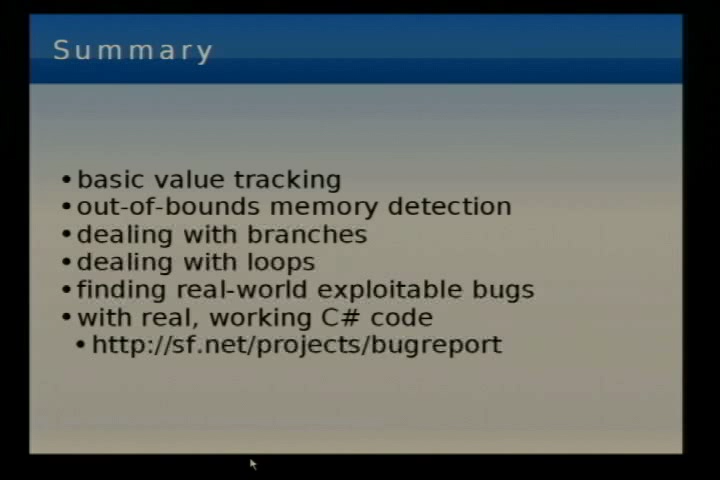 Summary
•basic value tracking
•out-of-bounds memory detection
•dealing with branches
•dealing with loops
•finding real-world exploitable bugs
•with real, working C# code
•http://sf.net/projects/bugreport